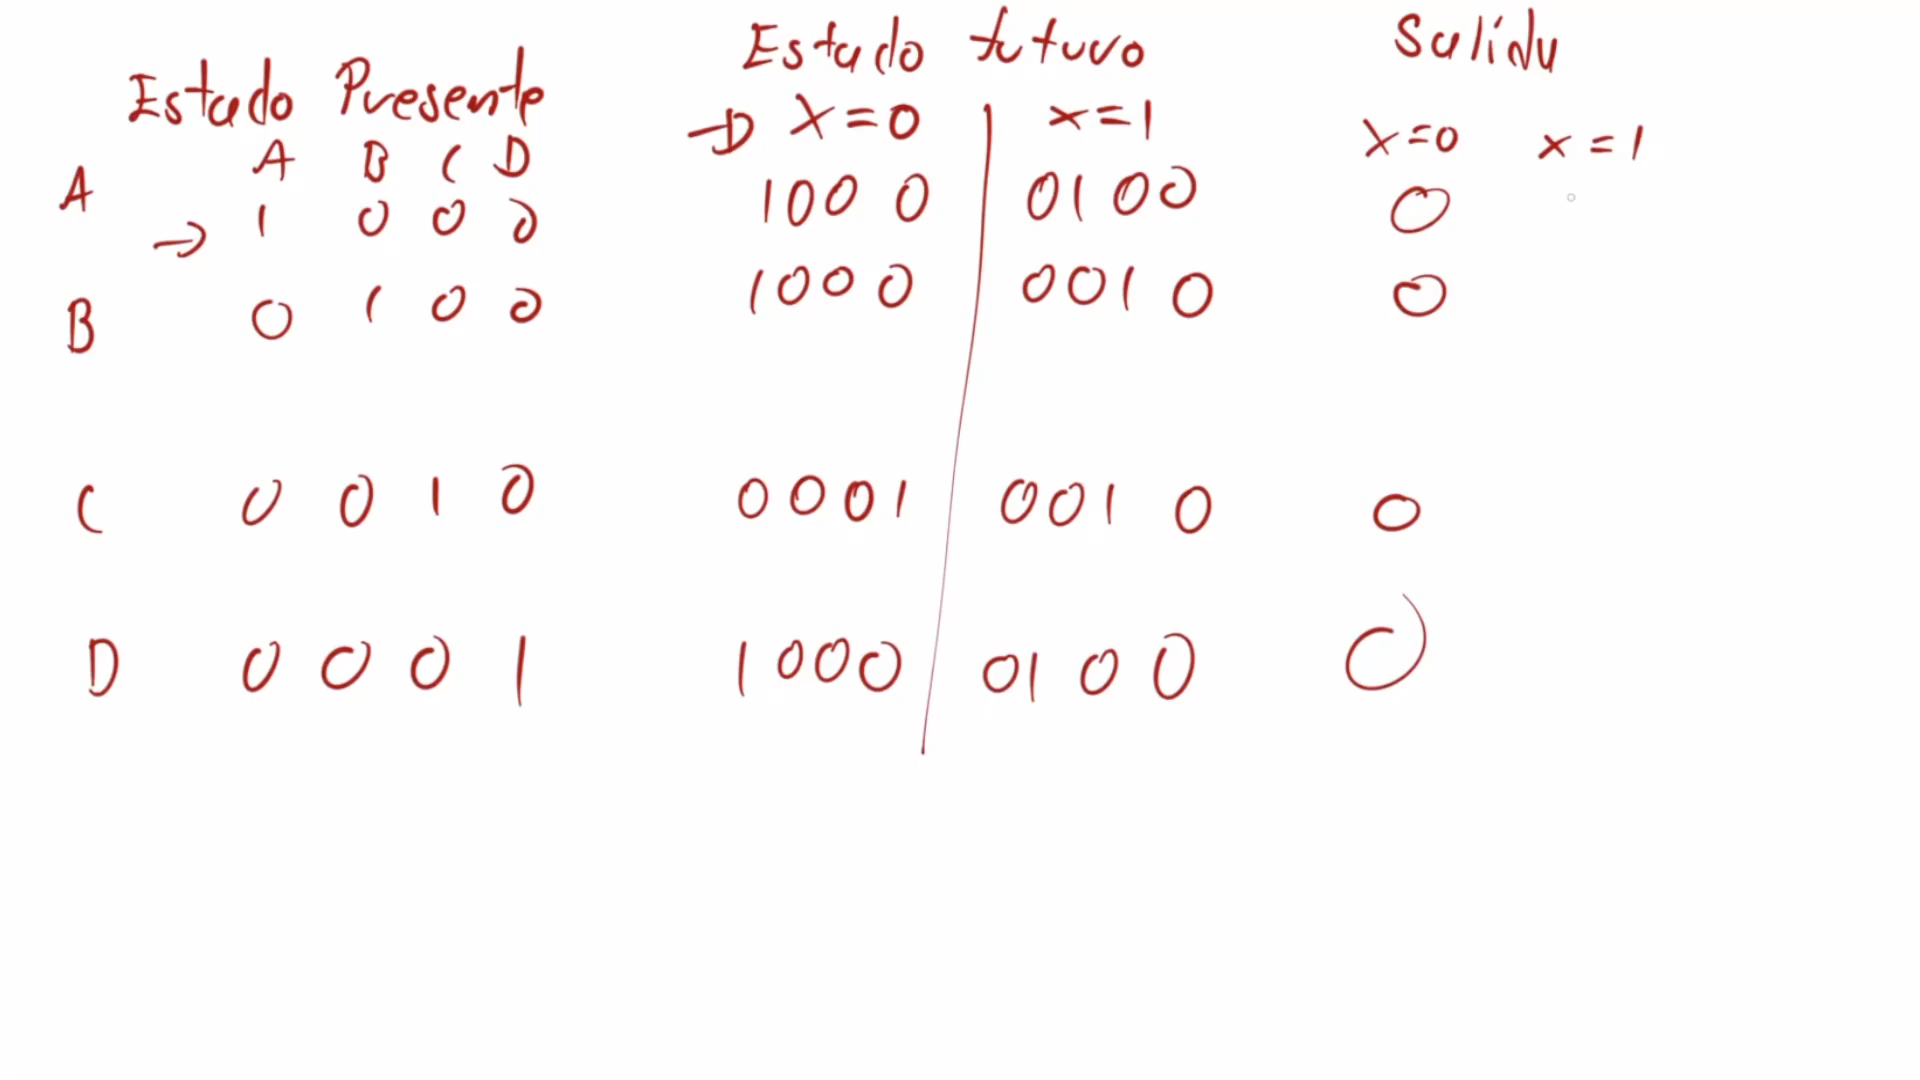 Estado Presente Estado futuro Salida
→ X=0 x=1 X=0 x=1
A B C D
A → 1 0 0 0 1000 0100 0
B 0 1 0 0 1000 0010 0
C 0 0 1 0 0001 0010 0
D 0 0 0 1 1000 0100 0